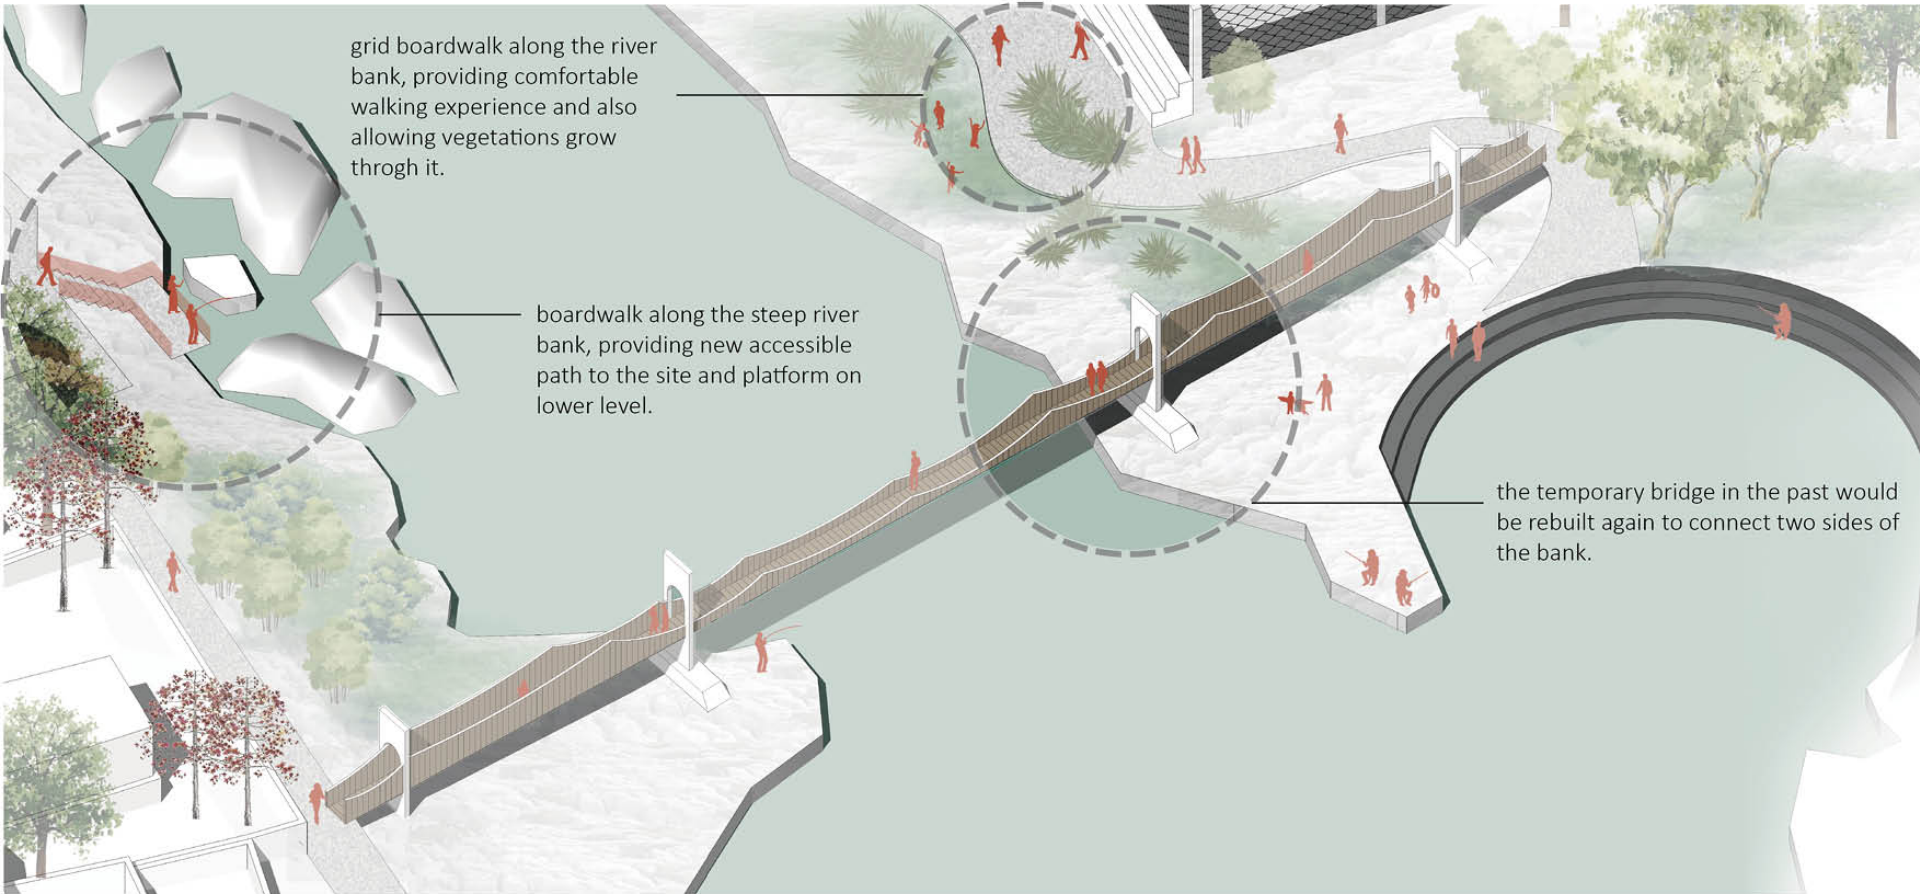 grid boardwalk along the river
bank, providing comfortable
walking experience and also
allowing vegetations grow
throgh it.
boardwalk along the steep river
bank, providing new accessible
path to the site and platform on
lower level.
the temporary bridge in the past would
be rebuilt again to connect two sides of
the bank.